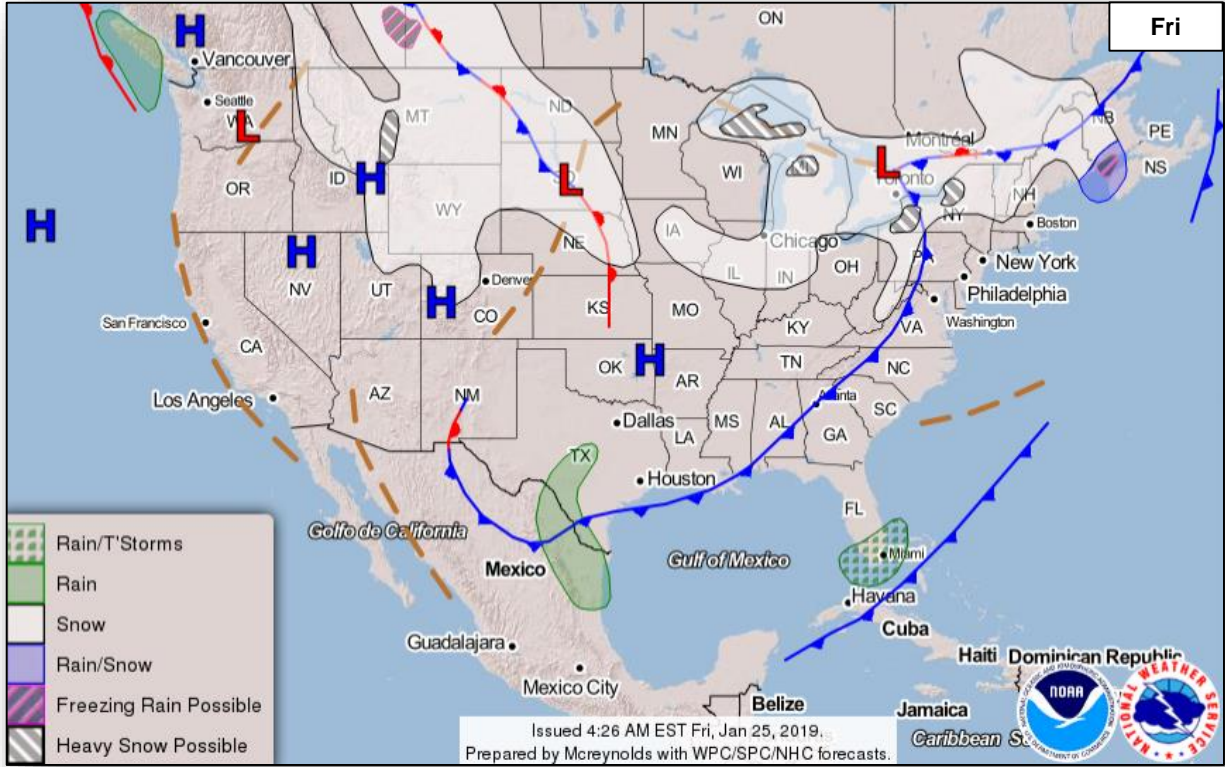 Fri
ON
H
Vancouver
Seattle
WA
L
MT
ND
MN
Montréal
NB
PE
NS
OR
ID
H
WY
SD
L
WI
L
Toronto
NY
NH
Boston
H
H
NV
UT
H
Denver
CO
NE
IA
Chicago
IL
IN
OH
PA
New York
Philadelphia
Washington
San Francisco
CA
KS
MO
KY
VA
Los Angeles
AZ
NM
OK
H
AR
TN
NC
Atlanta
SC
Dallas
LA
MS
AL
GA
TX
Houston
FL
Golfo de California
Mexico
Gulf of Mexico
Miami
Havana
Cuba
Guadalajara
Mexico City
Haiti
Dominican Republic
Belize
Jamaica
Caribbean
Rain/T'Storms
Rain
Snow
Rain/Snow
Freezing Rain Possible
Heavy Snow Possible
Issued 4:26 AM EST Fri, Jan 25, 2019.
Prepared by Mcreynolds with WPC/SPC/NHC forecasts.
NOAA
NATIONAL WEATHER SERVICE